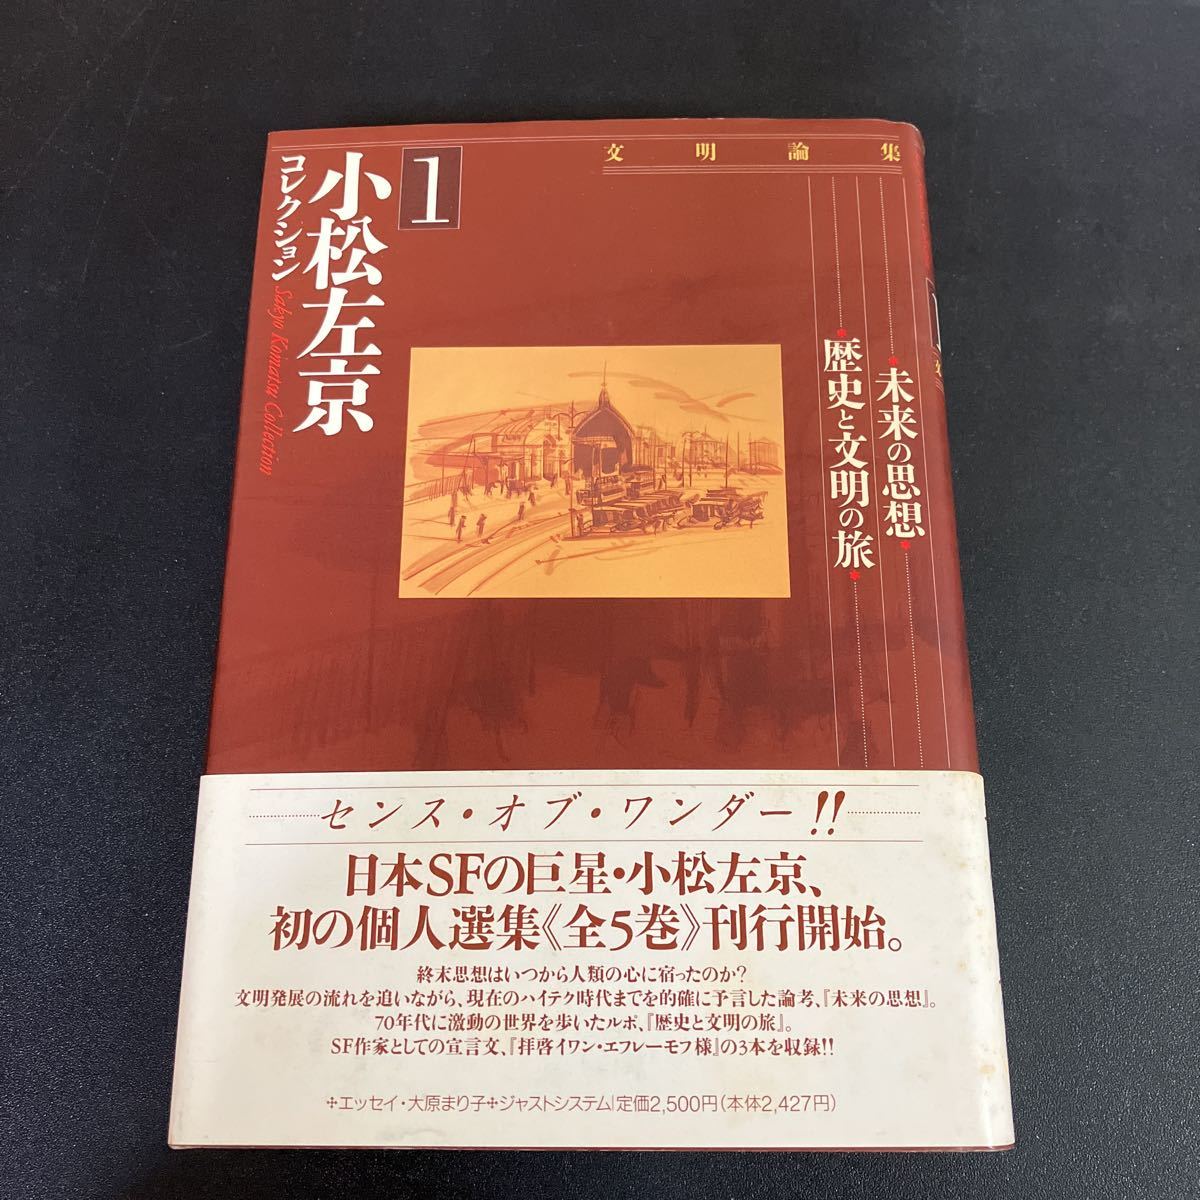 文明論集
1
小松左京
コレクション
Sakyo Komatsu Collection
未来の思想
歴史と文明の旅
センス・オブ・ワンダー!!
日本SFの巨星・小松左京、
初の個人選集《全5巻》刊行開始。
終末思想はいつから人類の心に宿ったのか?
文明発展の流れを追いながら、現在のハイテク時代までを的確に予言した論考、『未来の思想』。
70年代に激動の世界を歩いたルポ、『歴史と文明の旅』。
SF作家としての宣言文、『拝啓イワン・エフレーモフ様』の3本を収録!!
✣エッセイ・大原まり子✣ジャストシステム|定価2,500円(本体2,427円)